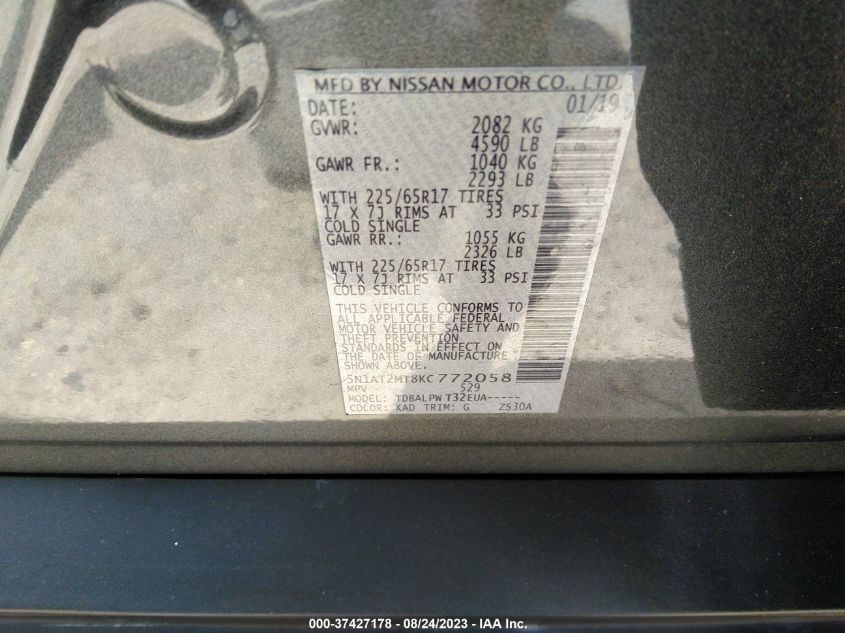 MFD BY NISSAN MOTOR CO., LTD.
DATE: 01/19
GVWR: 2082 KG
4590 LB
GAWR FR.: 1040 KG
2293 LB
WITH 225/65R17 TIRES
17 X 7J RIMS AT 33 PSI
COLD SINGLE
GAWR RR.: 1055 KG
2326 LB
WITH 225/65R17 TIRES
17 X 7J RIMS AT 33 PSI
COLD SINGLE
THIS VEHICLE CONFORMS TO
ALL APPLICABLE FEDERAL
MOTOR VEHICLE SAFETY AND
THEFT PREVENTION
STANDARDS IN EFFECT ON
THE DATE OF MANUFACTURE
SHOWN ABOVE.
5N1AT2MT8KC772058
MPV 529
MODEL: TDBALPW T32EUA-----
COLOR: KAD TRIM: G ZS30A
000-37427178 - 08/24/2023 - IAA Inc.